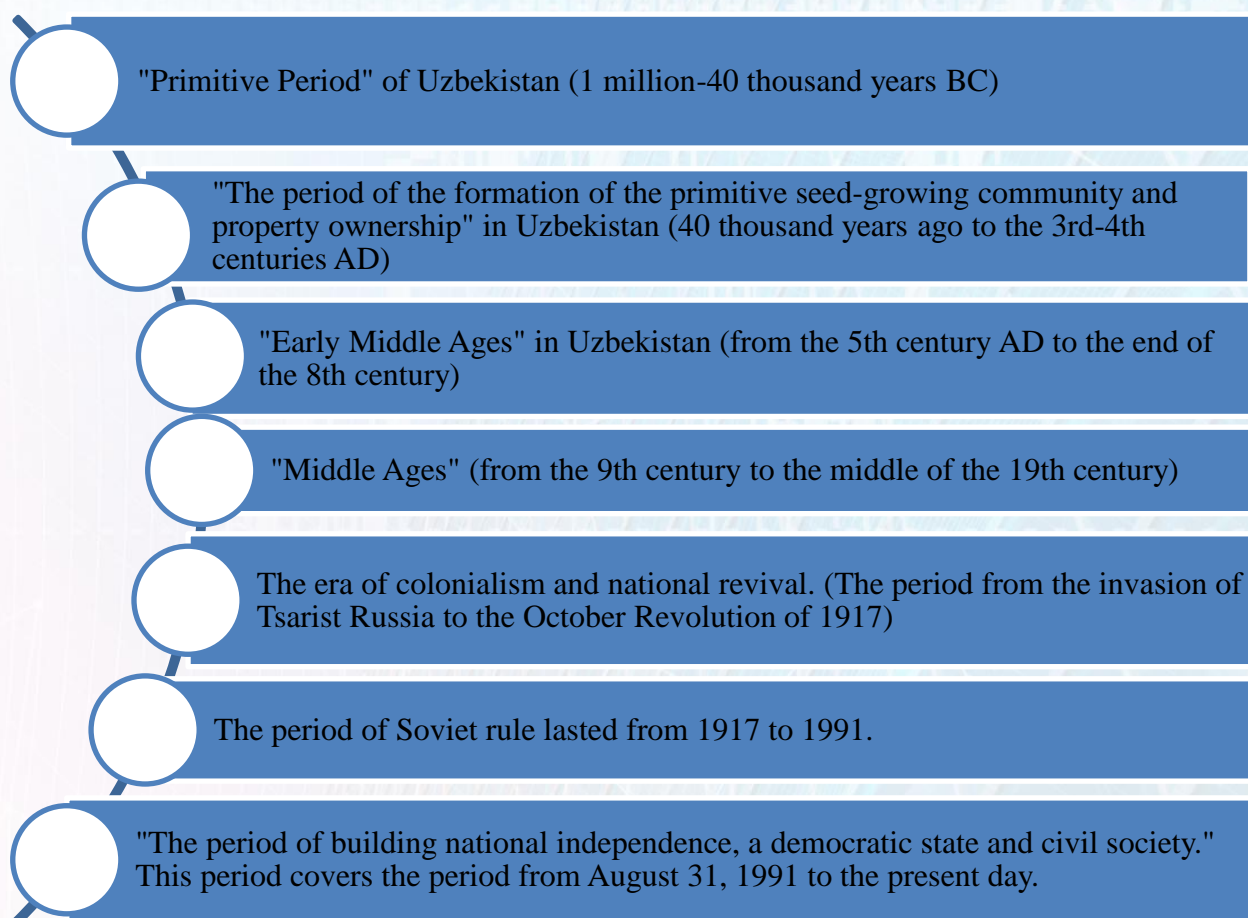 "Primitive Period" of Uzbekistan (1 million-40 thousand years BC)
"The period of the formation of the primitive seed-growing community and
property ownership" in Uzbekistan (40 thousand years ago to the 3rd-4th
centuries AD)
"Early Middle Ages" in Uzbekistan (from the 5th century AD to the end of
the 8th century)
"Middle Ages" (from the 9th century to the middle of the 19th century)
The era of colonialism and national revival. (The period from the invasion of
Tsarist Russia to the October Revolution of 1917)
The period of Soviet rule lasted from 1917 to 1991.
"The period of building national independence, a democratic state and civil society."
This period covers the period from August 31, 1991 to the present day.